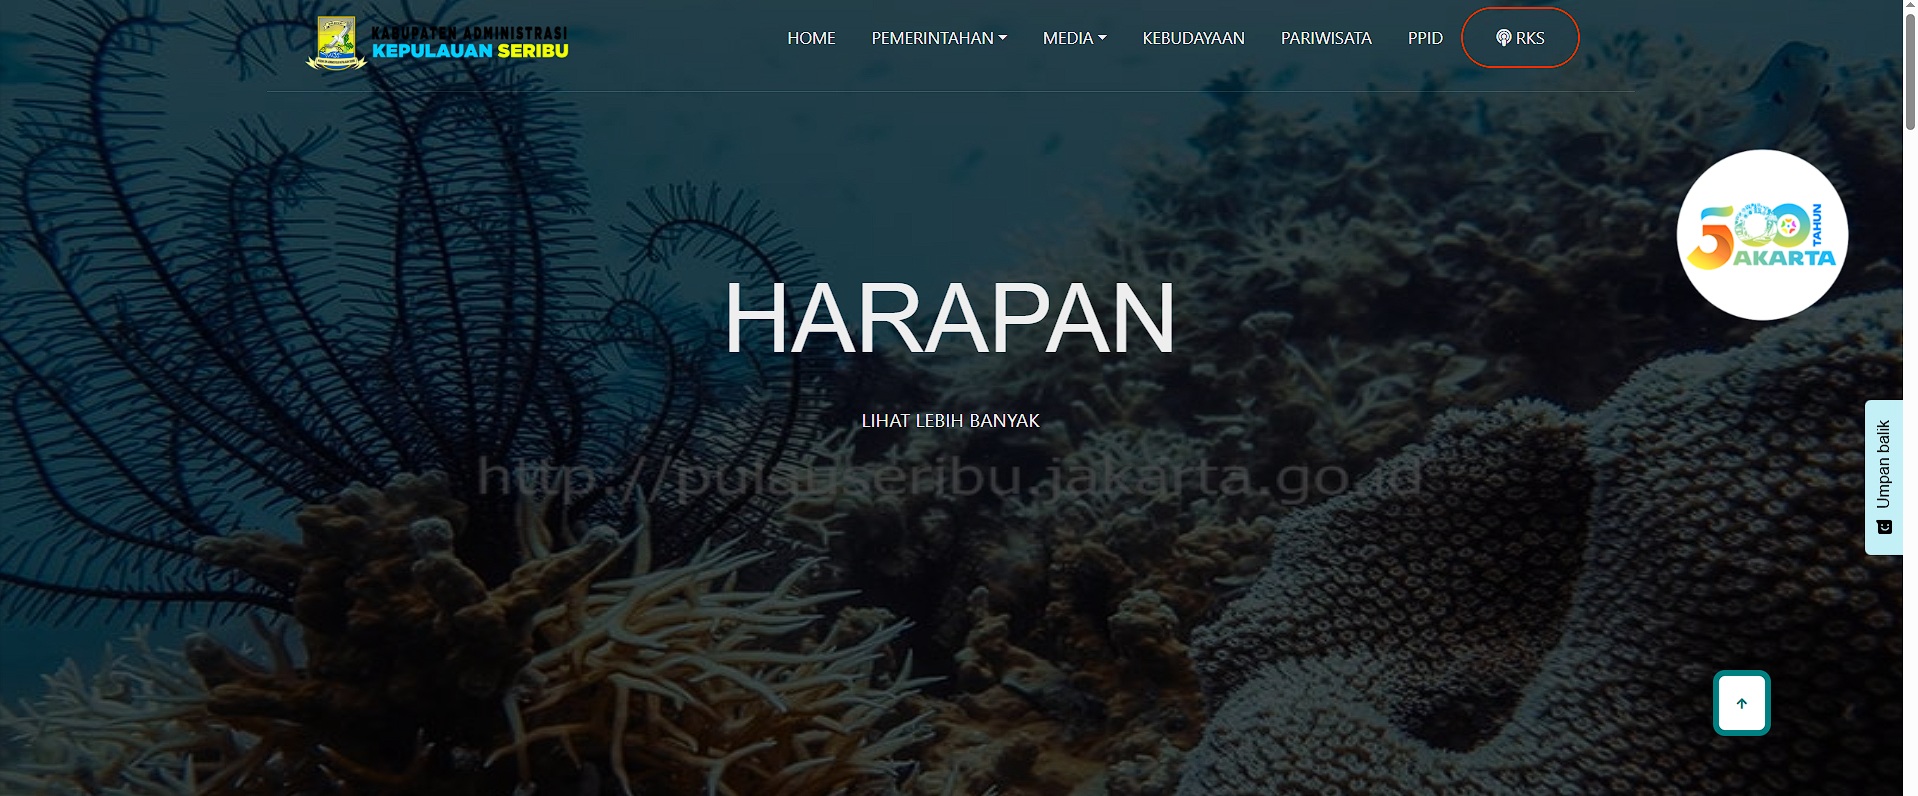 KABUPATEN ADMINISTRASI
KEPULAUAN SERIBU
HOME PEMERINTAHAN MEDIA KEBUDAYAAN PARIWISATA PPID RKS
500 TAHUN
JAKARTA
HARAPAN
LIHAT LEBIH BANYAK
http://pulauseribu.jakarta.go.id
Umpan balik